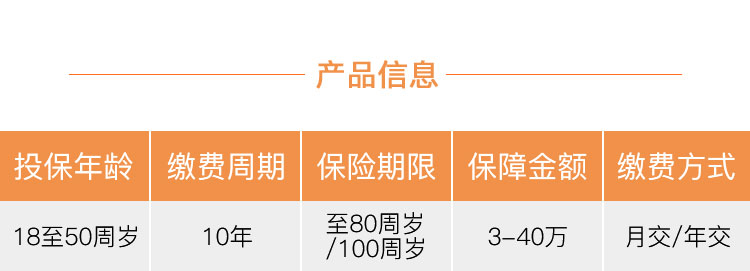 产品信息
投保年龄 缴费周期 保险期限 保障金额 缴费方式
18至50周岁 10年 至80周岁 3-40万 月交/年交
/100周岁